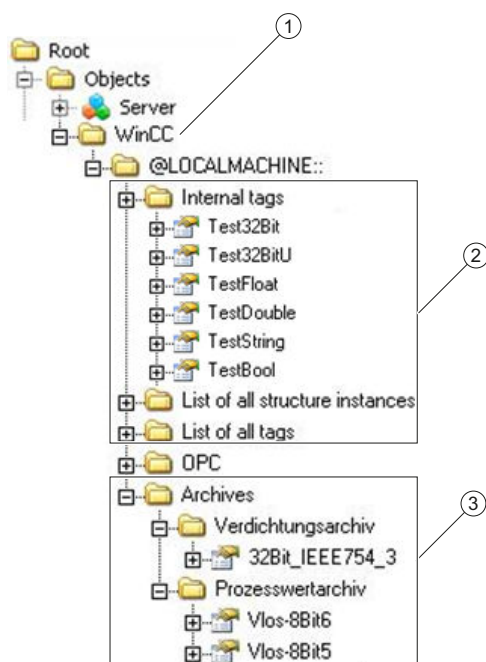 ①
Root
Objects
Server
WinCC
@LOCALMACHINE::
Internal tags
Test32Bit
Test32BitU
②
TestFloat
TestDouble
TestString
TestBool
List of all structure instances
List of all tags
OPC
Archives
③
Verdichtungsarchiv
32Bit_IEEE754_3
Prozesswertarchiv
Vlos-8Bit6
Vlos-8Bit5